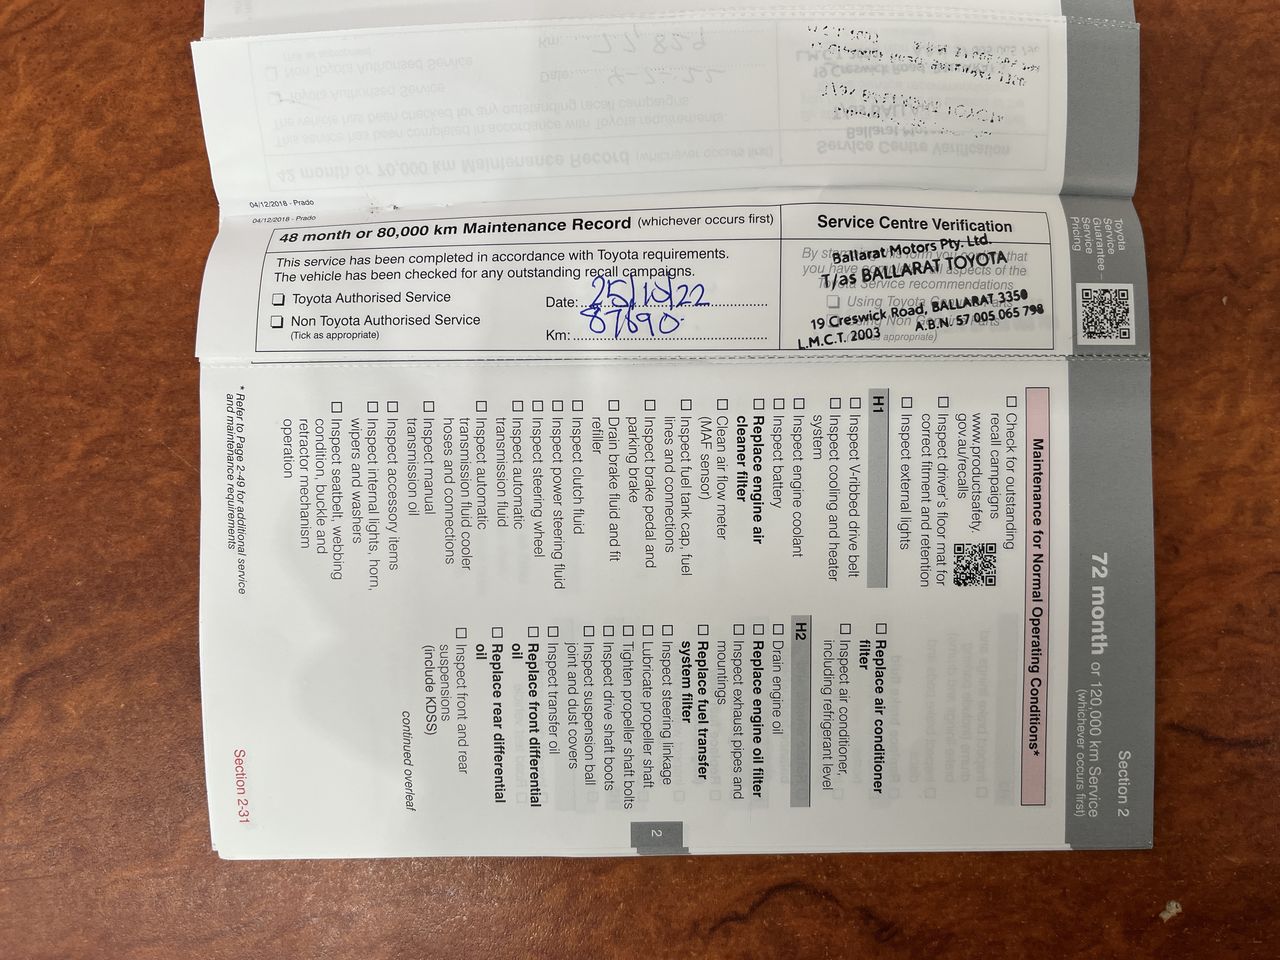 04/12/2018 - Prado
04/12/2018 - Prado
48 month or 80,000 km Maintenance Record (whichever occurs first)
This service has been completed in accordance with Toyota requirements.
The vehicle has been checked for any outstanding recall campaigns.
❏ Toyota Authorised Service
❏ Non Toyota Authorised Service
(Tick as appropriate)
Date: 25/10/22
Km: 87690
Service Centre Verification
Ballarat Motors Pty. Ltd.
T/as BALLARAT TOYOTA
19 Creswick Road, BALLARAT 3350
L.M.C.T. 2003 A.B.N. 57 005 065 798
Toyota
Service
Guarantee –
Service
Pricing
Section 2
72 month or 120,000 km Service
(whichever occurs first)
Maintenance for Normal Operating Conditions*
☐ Check for outstanding
recall campaigns
www.productsafety.
gov.au/recalls
☐ Inspect driver's floor mat for
correct fitment and retention
☐ Inspect external lights
H1
☐ Inspect V-ribbed drive belt
☐ Inspect cooling and heater
system
☐ Inspect engine coolant
☐ Inspect battery
☐ Replace engine air
cleaner filter
☐ Clean air flow meter
(MAF sensor)
☐ Inspect fuel tank cap, fuel
lines and connections
☐ Inspect brake pedal and
parking brake
☐ Drain brake fluid and fit
refiller
☐ Inspect clutch fluid
☐ Inspect power steering fluid
☐ Inspect steering wheel
☐ Inspect automatic
transmission fluid
☐ Inspect automatic
transmission fluid cooler
hoses and connections
☐ Inspect manual
transmission oil
☐ Inspect accessory items
☐ Inspect internal lights, horn,
wipers and washers
☐ Inspect seatbelt, webbing
condition, buckle and
retractor mechanism
operation
☐ Replace air conditioner
filter
☐ Inspect air conditioner,
including refrigerant level
H2
☐ Drain engine oil
☐ Replace engine oil filter
☐ Inspect exhaust pipes and
mountings
☐ Replace fuel transfer
system filter
☐ Inspect steering linkage
☐ Lubricate propeller shaft
☐ Tighten propeller shaft bolts
☐ Inspect drive shaft boots
☐ Inspect suspension ball
joint and dust covers
☐ Inspect transfer oil
☐ Replace front differential
oil
☐ Replace rear differential
oil
☐ Inspect front and rear
suspensions
(include KDSS)
continued overleaf
* Refer to Page 2-49 for additional service
and maintenance requirements
2
Section 2-31